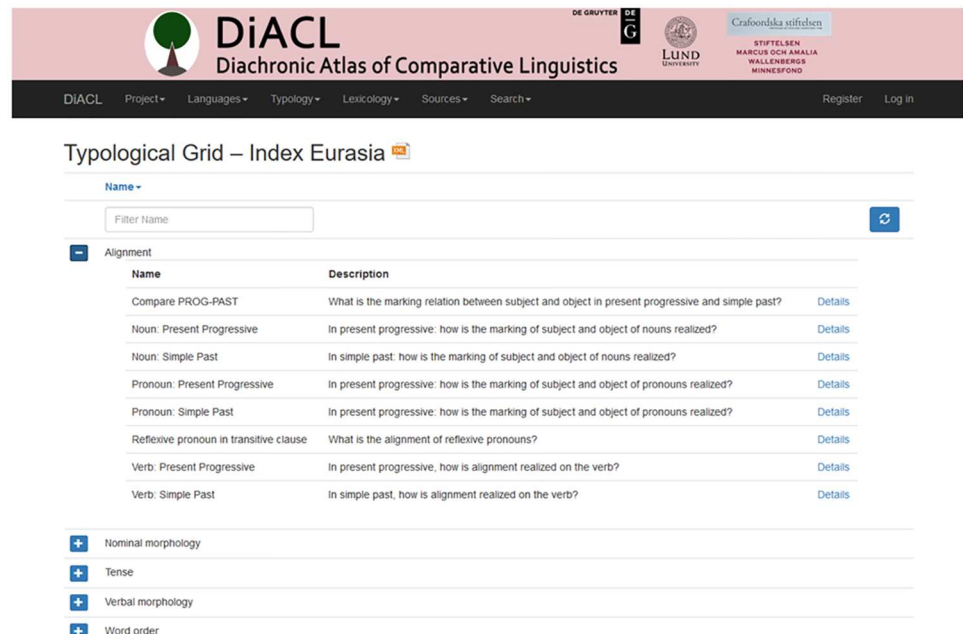 DiACL
Diachronic Atlas of Comparative Linguistics
DE GRUYTER
DE
G
LUND
UNIVERSITY
Crafoordska stiftelsen
STIFTELSEN
MARCUS OCH AMALIA
WALLENBERGS
MINNESFOND
DiACL Project Languages Typology Lexicology Sources Search Register Log in
Typological Grid – Index Eurasia XML
Name
Filter Name
Alignment
Name Description
Compare PROG-PAST What is the marking relation between subject and object in present progressive and simple past? Details
Noun: Present Progressive In present progressive: how is the marking of subject and object of nouns realized? Details
Noun: Simple Past In simple past: how is the marking of subject and object of nouns realized? Details
Pronoun: Present Progressive In present progressive: how is the marking of subject and object of pronouns realized? Details
Pronoun: Simple Past In present progressive: how is the marking of subject and object of pronouns realized? Details
Reflexive pronoun in transitive clause What is the alignment of reflexive pronouns? Details
Verb: Present Progressive In present progressive, how is alignment realized on the verb? Details
Verb: Simple Past In simple past, how is alignment realized on the verb? Details
Nominal morphology
Tense
Verbal morphology
Word order